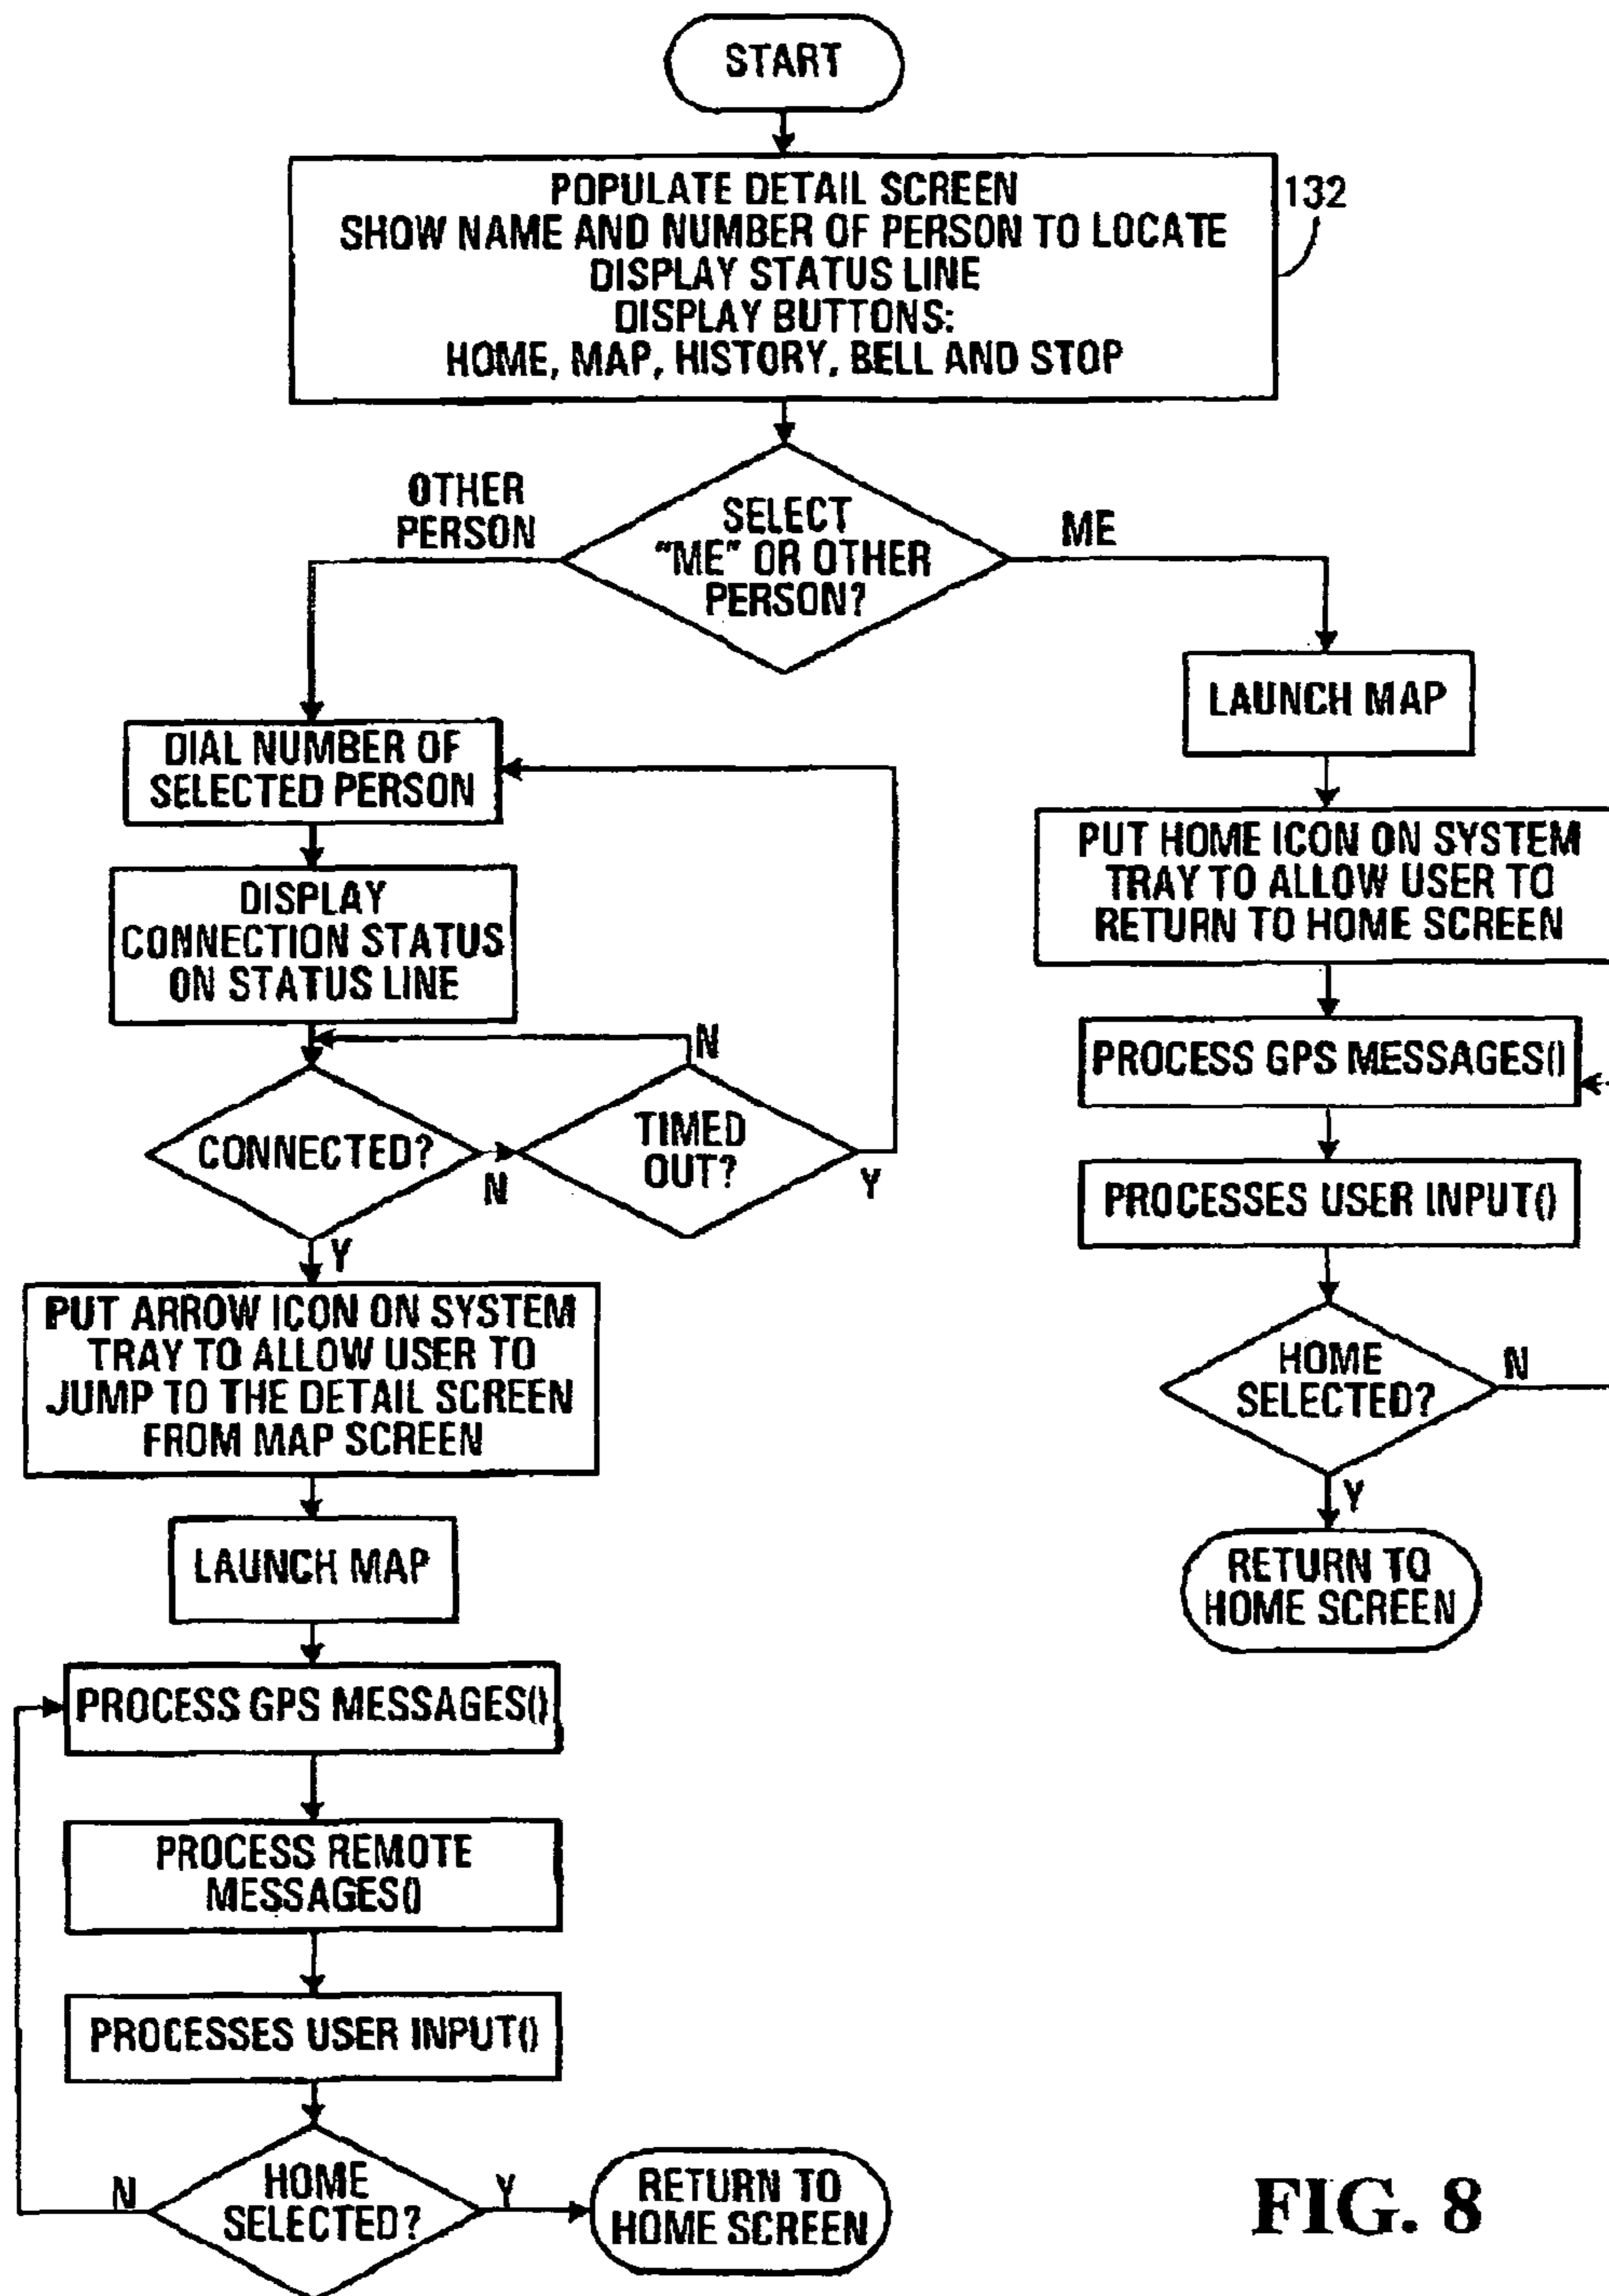 START
POPULATE DETAIL SCREEN
SHOW NAME AND NUMBER OF PERSON TO LOCATE
DISPLAY STATUS LINE
DISPLAY BUTTONS:
HOME, MAP, HISTORY, BELL AND STOP
132
SELECT
"ME" OR OTHER
PERSON?
OTHER
PERSON
ME
DIAL NUMBER OF
SELECTED PERSON
DISPLAY
CONNECTION STATUS
ON STATUS LINE
CONNECTED?
N
TIMED
OUT?
N
Y
Y
PUT ARROW ICON ON SYSTEM
TRAY TO ALLOW USER TO
JUMP TO THE DETAIL SCREEN
FROM MAP SCREEN
LAUNCH MAP
PROCESS GPS MESSAGES()
PROCESS REMOTE
MESSAGES()
PROCESSES USER INPUT()
HOME
SELECTED?
N
Y
RETURN TO
HOME SCREEN
LAUNCH MAP
PUT HOME ICON ON SYSTEM
TRAY TO ALLOW USER TO
RETURN TO HOME SCREEN
PROCESS GPS MESSAGES()
PROCESSES USER INPUT()
HOME
SELECTED?
N
Y
RETURN TO
HOME SCREEN
FIG. 8